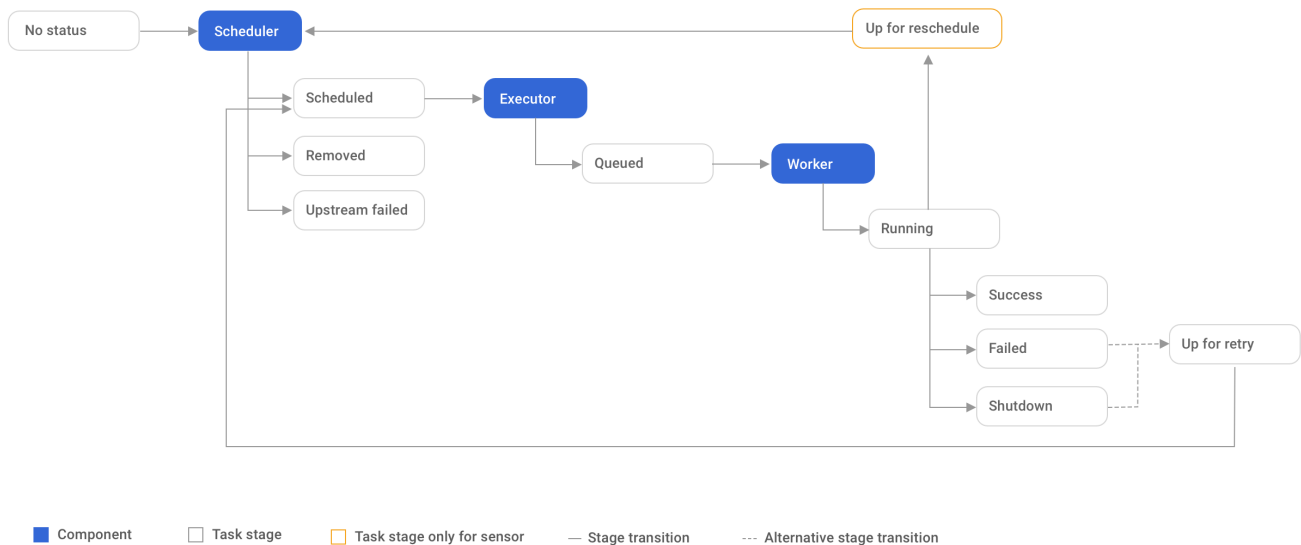 No status
Scheduler
Up for reschedule
Scheduled
Executor
Removed
Queued
Worker
Upstream failed
Running
Success
Failed
Up for retry
Shutdown
Component
Task stage
Task stage only for sensor
Stage transition
Alternative stage transition